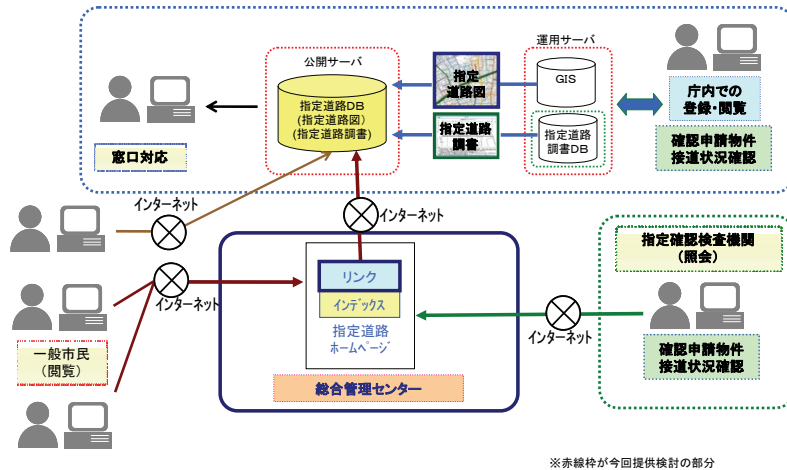 公開サーバ
運用サーバ
指定道路DB
(指定道路図)
(指定道路調書)
指定
道路図
指定道路
調書
GIS
指定道路
調書DB
庁内での
登録・閲覧
確認申請物件
接道状況確認
窓口対応
インターネット
インターネット
インターネット
インターネット
リンク
インデックス
指定道路
ホームページ
総合管理センター
一般市民
(閲覧)
指定確認検査機関
(照会)
確認申請物件
接道状況確認
※赤線枠が今回提供検討の部分